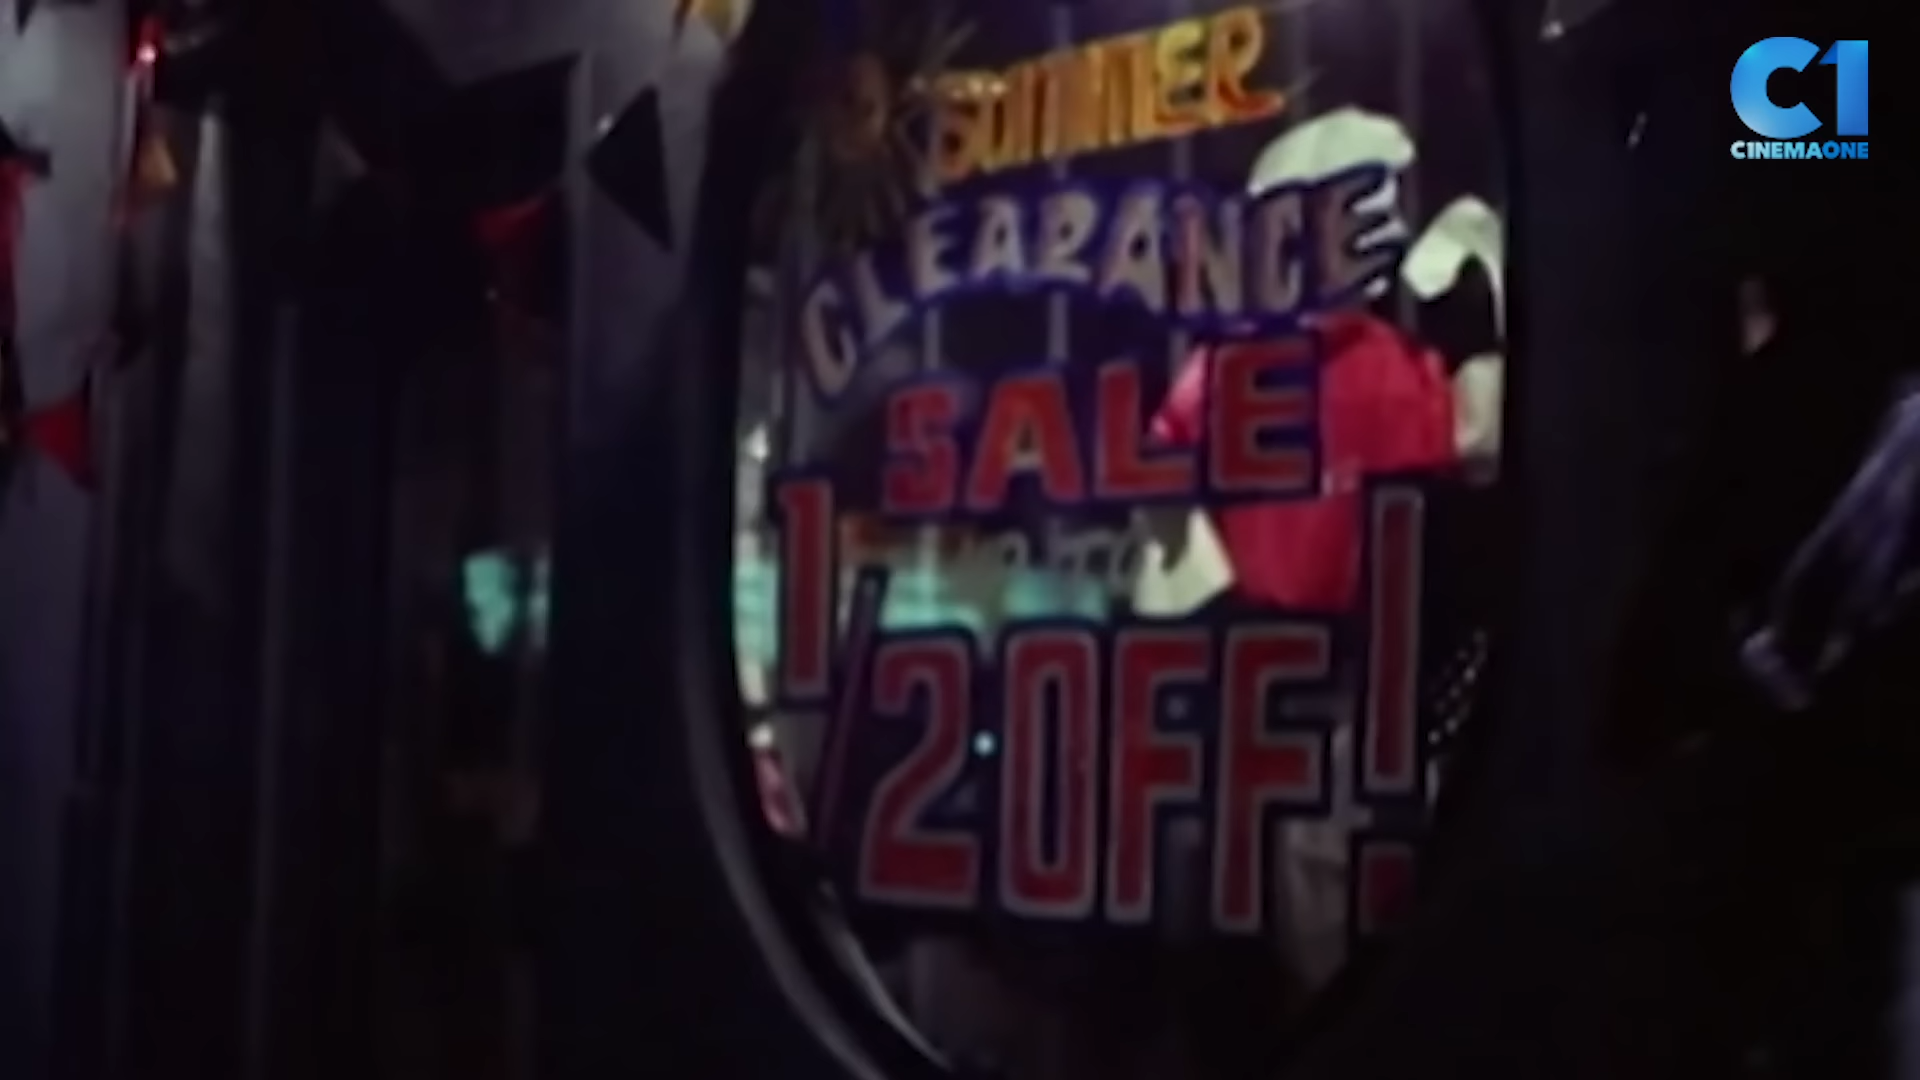 SUMMER
CLEARANCE
SALE
1/2 OFF!
C1
CINEMAONE